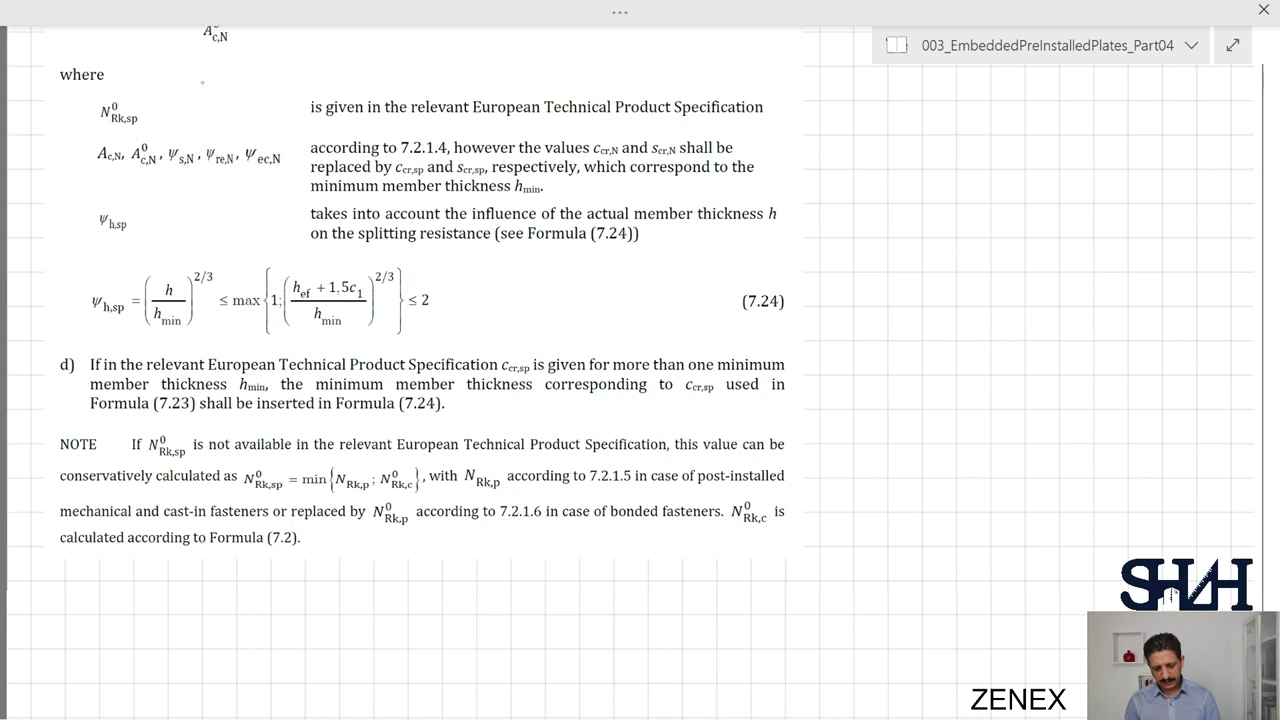 003_EmbeddedPreInstalledPlates_Part04
A⁰c,N
where
N⁰Rk,sp is given in the relevant European Technical Product Specification
Ac,N, A⁰c,N, ψs,N, ψre,N, ψec,N according to 7.2.1.4, however the values ccr,N and scr,N shall be
replaced by ccr,sp and scr,sp, respectively, which correspond to the
minimum member thickness hmin.
ψh,sp takes into account the influence of the actual member thickness h
on the splitting resistance (see Formula (7.24))
ψh,sp = (h/hmin)^2/3 ≤ max{1;(hef + 1,5c1/hmin)^2/3} ≤ 2 (7.24)
d) If in the relevant European Technical Product Specification ccr,sp is given for more than one minimum
member thickness hmin, the minimum member thickness corresponding to ccr,sp used in
Formula (7.23) shall be inserted in Formula (7.24).
NOTE If N⁰Rk,sp is not available in the relevant European Technical Product Specification, this value can be
conservatively calculated as N⁰Rk,sp = min{NRk,p; N⁰Rk,c}, with NRk,p according to 7.2.1.5 in case of post-installed
mechanical and cast-in fasteners or replaced by N⁰Rk,p according to 7.2.1.6 in case of bonded fasteners. N⁰Rk,c is
calculated according to Formula (7.2).
ZENEX